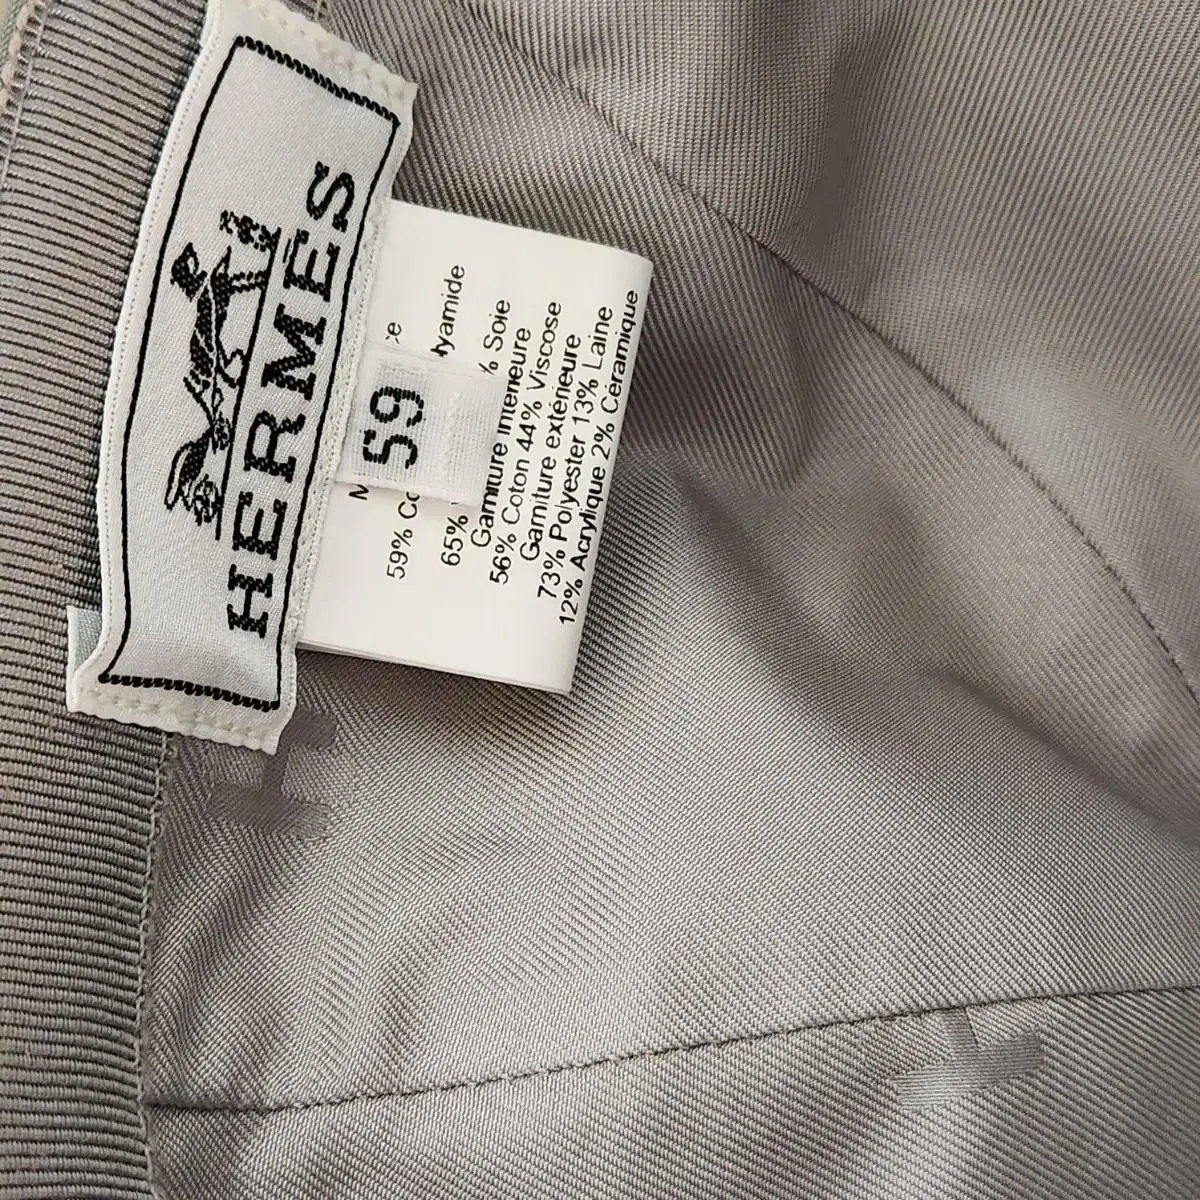 HERMÈS
59
59% Co
65%
% Soie
Garniture intérieure
56% Coton 44% Viscose
Garniture extérieure
73% Polyester 13% Laine
12% Acrylique 2% Céramique